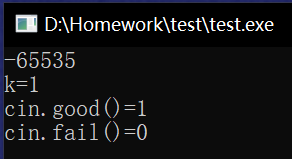 D:\Homework\test\test.exe
-65535
k=1
cin.good()=1
cin.fail()=0